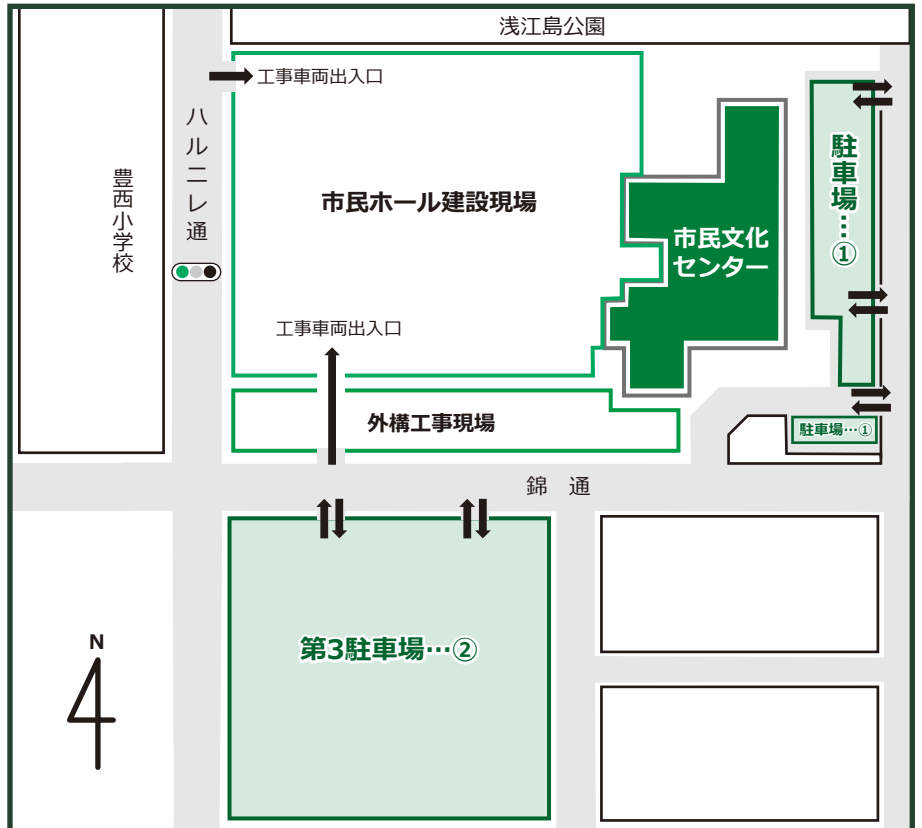 浅江島公園
工事車両出入口
ハルニレ通
豊西小学校
市民ホール建設現場
市民文化
センター
駐車場…①
工事車両出入口
外構工事現場
駐車場…①
錦　通
第3駐車場…②
N